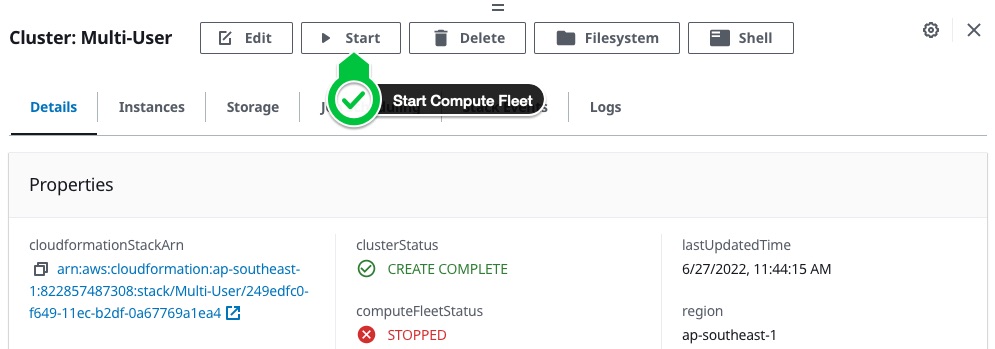 Cluster: Multi-User
Edit
Start
Delete
Filesystem
Shell
Start Compute Fleet
Details
Instances
Storage
Logs
Properties
cloudformationStackArn
arn:aws:cloudformation:ap-southeast-
1:822857487308:stack/Multi-User/249edfc0-
f649-11ec-b2df-0a67769a1ea4
clusterStatus
CREATE COMPLETE
computeFleetStatus
STOPPED
lastUpdatedTime
6/27/2022, 11:44:15 AM
region
ap-southeast-1